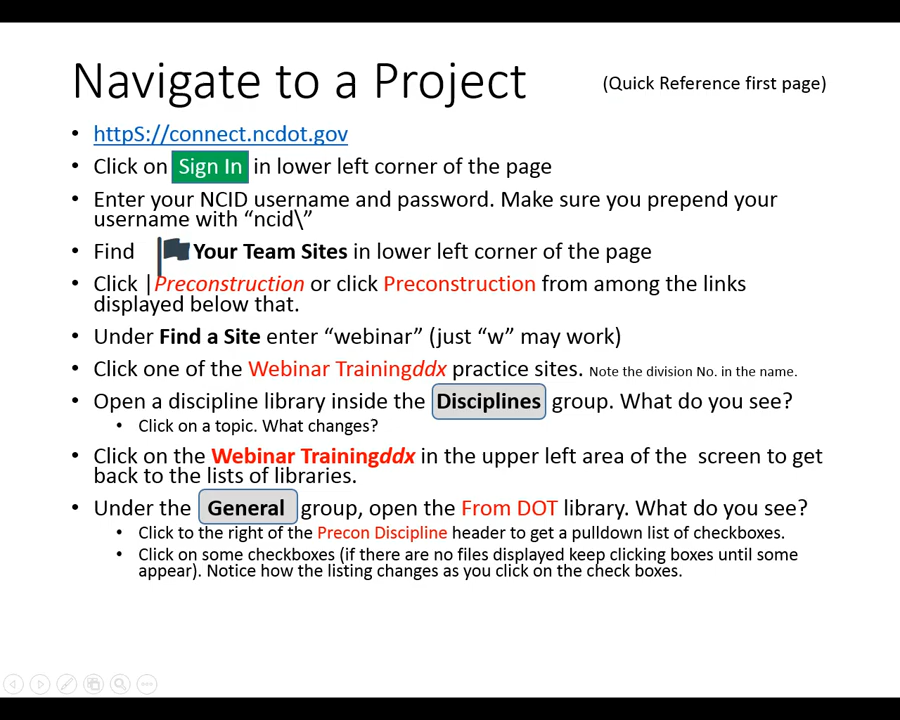 Navigate to a Project
(Quick Reference first page)
• httpS://connect.ncdot.gov
• Click on Sign In in lower left corner of the page
• Enter your NCID username and password. Make sure you prepend your
username with “ncid\”
• Find Your Team Sites in lower left corner of the page
• Click |Preconstruction or click Preconstruction from among the links
displayed below that.
• Under Find a Site enter “webinar” (just “w” may work)
• Click one of the Webinar Trainingddx practice sites. Note the division No. in the name.
• Open a discipline library inside the Disciplines group. What do you see?
• Click on a topic. What changes?
• Click on the Webinar Trainingddx in the upper left area of the screen to get
back to the lists of libraries.
• Under the General group, open the From DOT library. What do you see?
• Click to the right of the Precon Discipline header to get a pulldown list of checkboxes.
• Click on some checkboxes (if there are no files displayed keep clicking boxes until some
appear). Notice how the listing changes as you click on the check boxes.